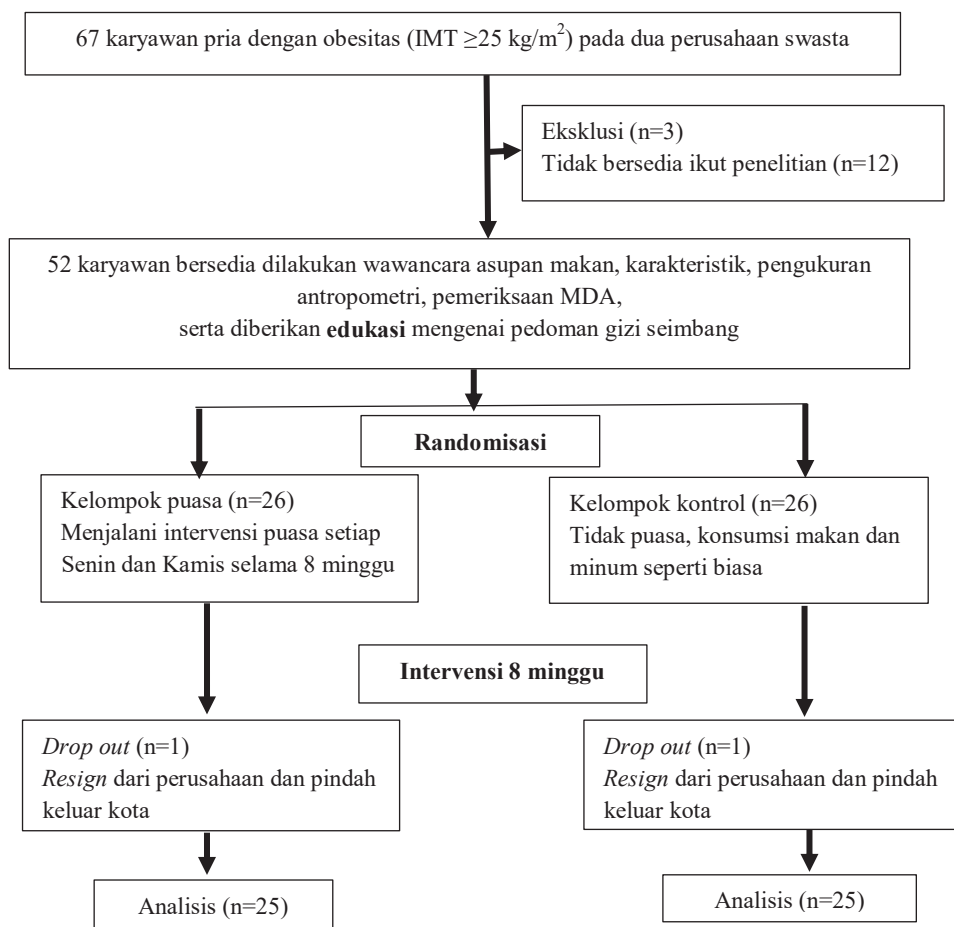 67 karyawan pria dengan obesitas (IMT ≥25 kg/m²) pada dua perusahaan swasta
Eksklusi (n=3)
Tidak bersedia ikut penelitian (n=12)
52 karyawan bersedia dilakukan wawancara asupan makan, karakteristik, pengukuran
antropometri, pemeriksaan MDA,
serta diberikan edukasi mengenai pedoman gizi seimbang
Randomisasi
Kelompok puasa (n=26)
Menjalani intervensi puasa setiap
Senin dan Kamis selama 8 minggu
Kelompok kontrol (n=26)
Tidak puasa, konsumsi makan dan
minum seperti biasa
Intervensi 8 minggu
Drop out (n=1)
Resign dari perusahaan dan pindah
keluar kota
Drop out (n=1)
Resign dari perusahaan dan pindah
keluar kota
Analisis (n=25)
Analisis (n=25)